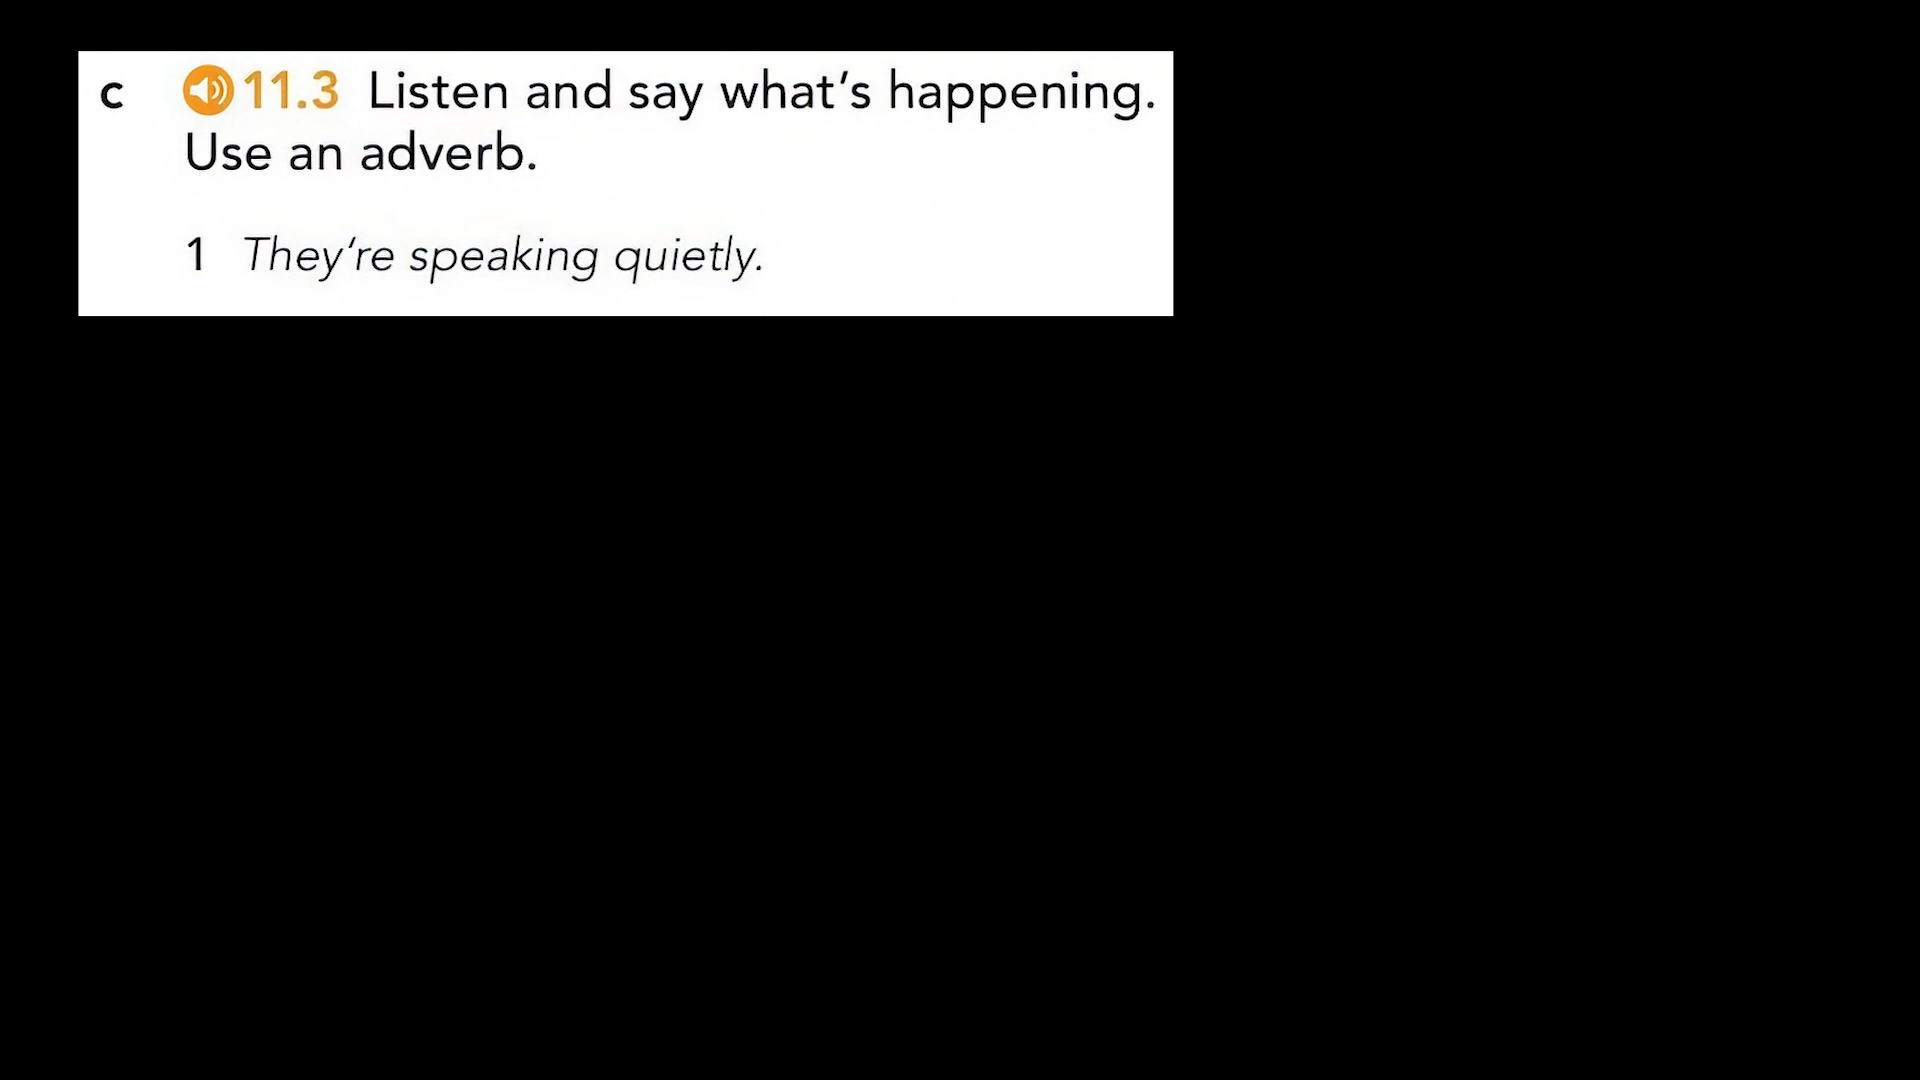 c 11.3 Listen and say what's happening.
Use an adverb.
1 They're speaking quietly.